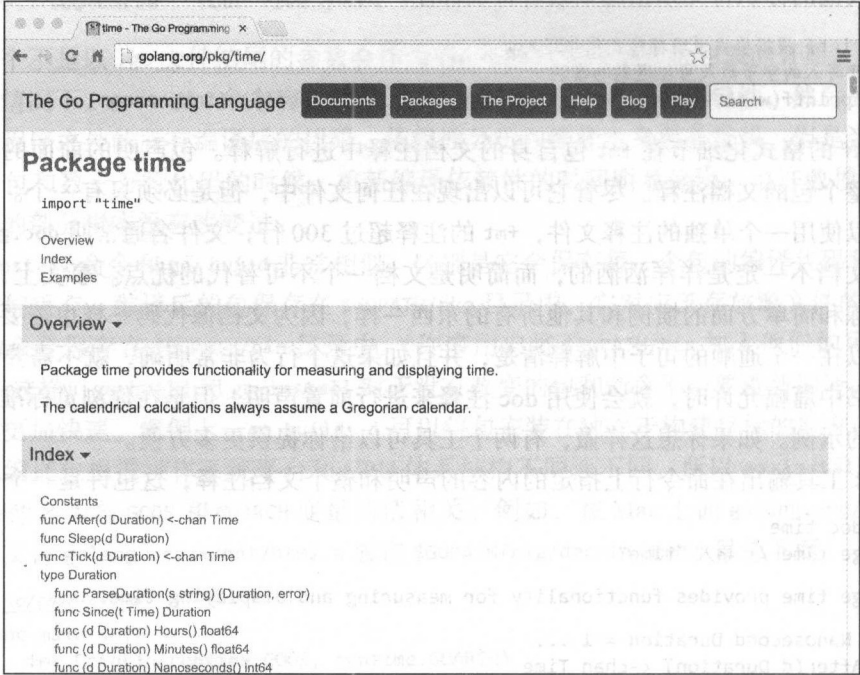 time - The Go Programming
golang.org/pkg/time/
The Go Programming Language
Documents
Packages
The Project
Help
Blog
Play
Search
Package time
import "time"
Overview
Index
Examples
Overview
Package time provides functionality for measuring and displaying time.
The calendrical calculations always assume a Gregorian calendar.
Index
Constants
func After(d Duration) <-chan Time
func Sleep(d Duration)
func Tick(d Duration) <-chan Time
type Duration
func ParseDuration(s string) (Duration, error)
func Since(t Time) Duration
func (d Duration) Hours() float64
func (d Duration) Minutes() float64
func (d Duration) Nanoseconds() int64